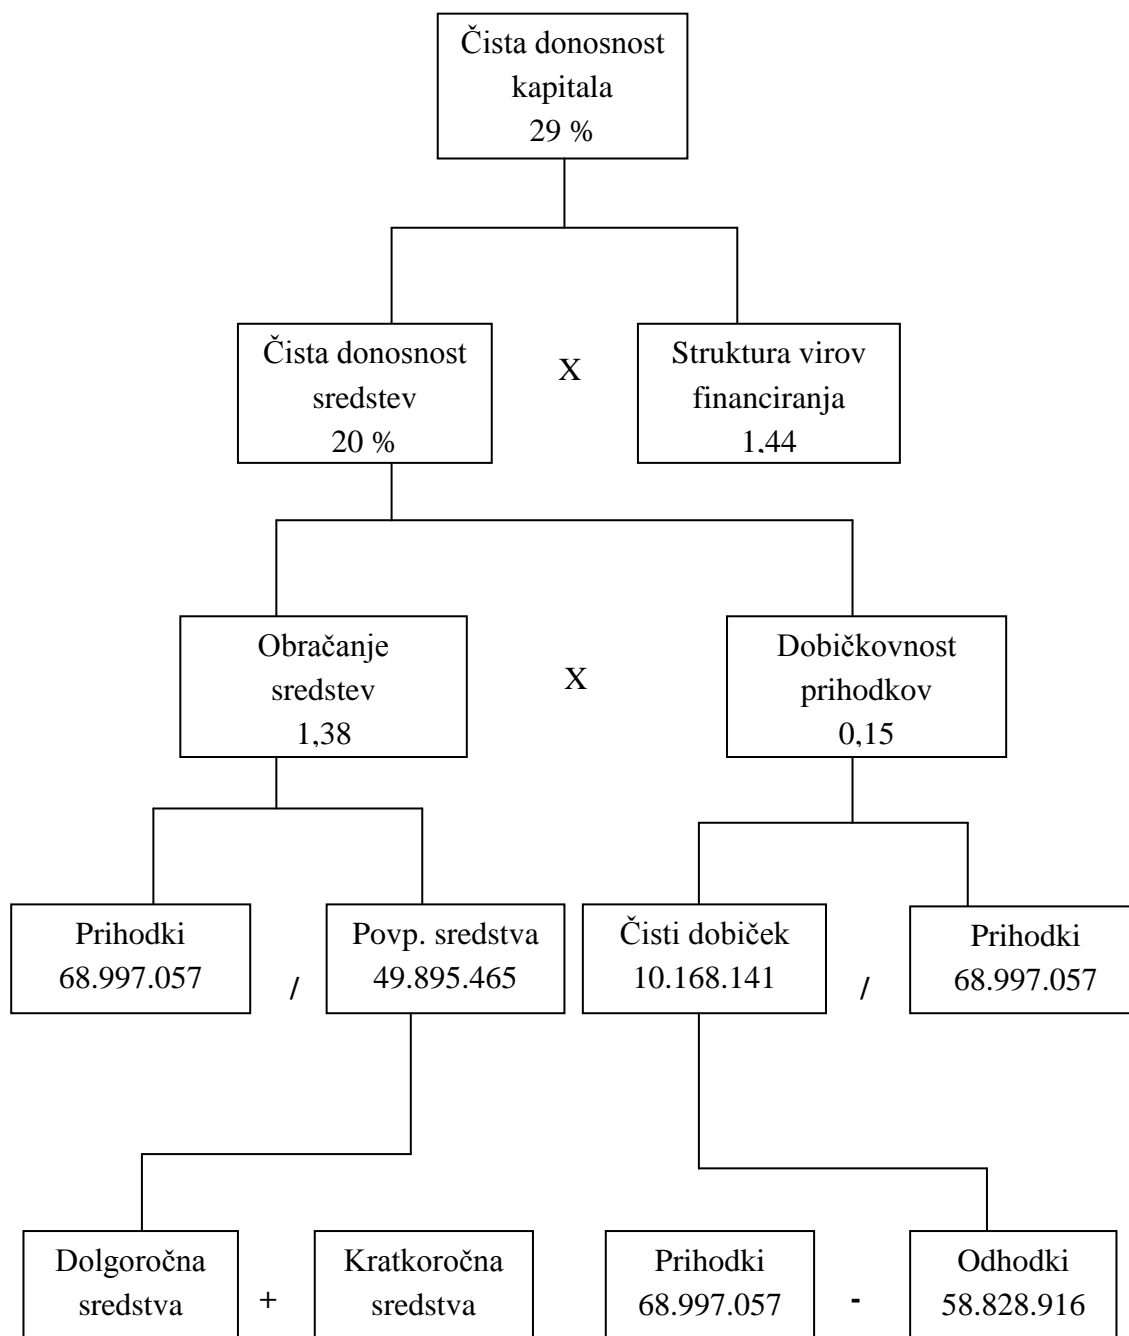 Čista donosnost
kapitala
29 %
Čista donosnost
sredstev
20 %
X
Struktura virov
financiranja
1,44
Obračanje
sredstev
1,38
X
Dobičkovnost
prihodkov
0,15
Prihodki
68.997.057
/
Povp. sredstva
49.895.465
Čisti dobiček
10.168.141
/
Prihodki
68.997.057
Dolgoročna
sredstva
+
Kratkoročna
sredstva
Prihodki
68.997.057
-
Odhodki
58.828.916